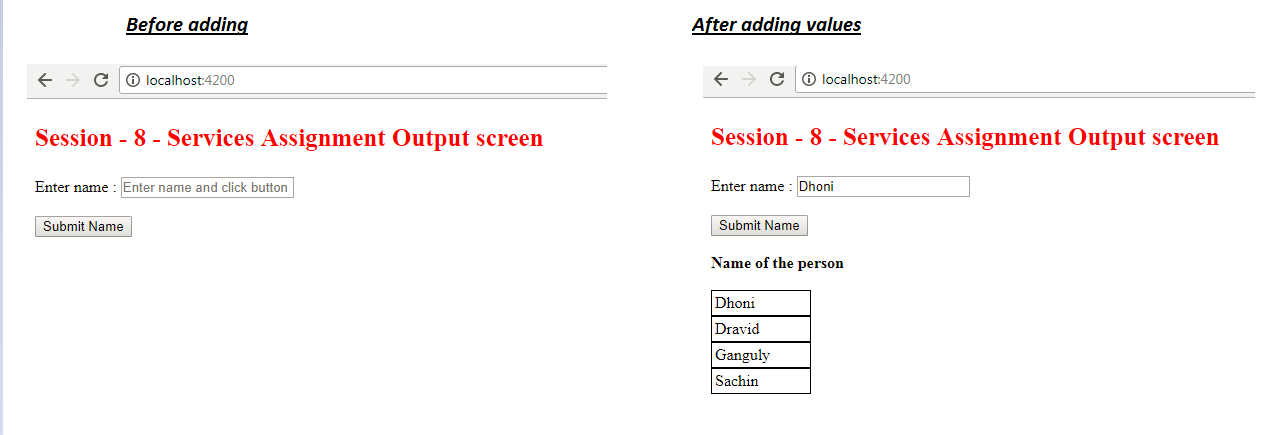 Before adding
localhost:4200
Session - 8 - Services Assignment Output screen
Enter name : Enter name and click button
Submit Name
After adding values
localhost:4200
Session - 8 - Services Assignment Output screen
Enter name : Dhoni
Submit Name
Name of the person
Dhoni
Dravid
Ganguly
Sachin